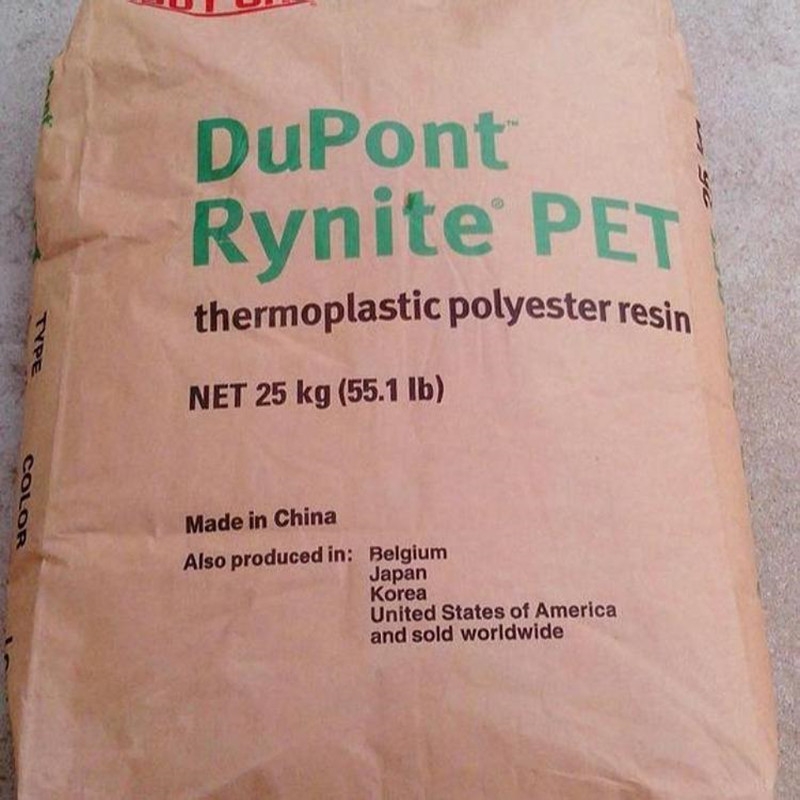 DuPont™
Rynite® PET
thermoplastic polyester resin
NET 25 kg (55.1 lb)
Made in China
Also produced in: Belgium
Japan
Korea
United States of America
and sold worldwide
TYPE
COLOR